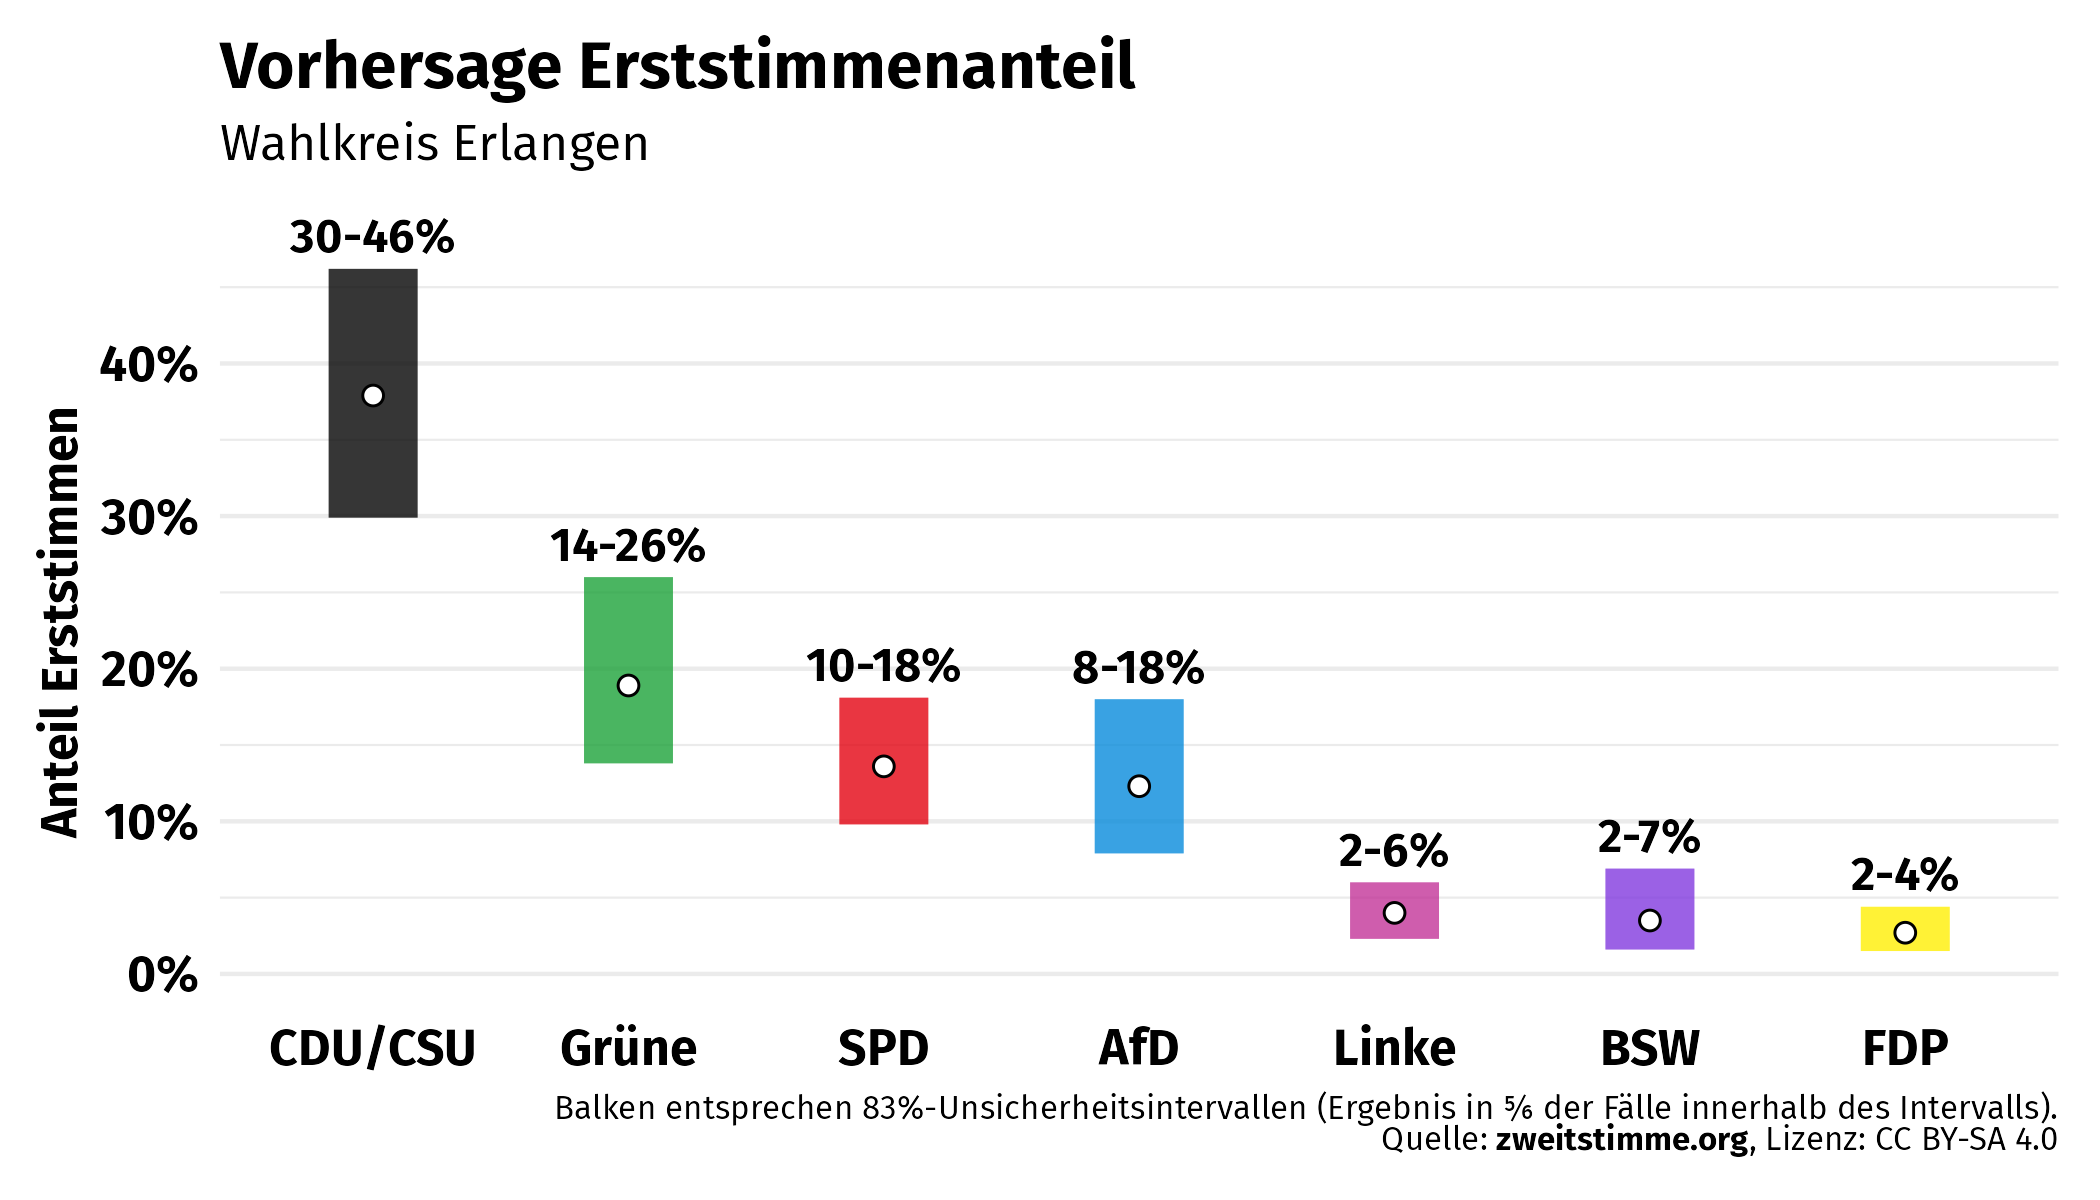 Vorhersage Erststimmenanteil
Wahlkreis Erlangen
30-46%
14-26%
10-18%
8-18%
2-6%
2-7%
2-4%
Anteil Erststimmen
40%
30%
20%
10%
0%
CDU/CSU Grüne SPD AfD Linke BSW FDP
Balken entsprechen 83%-Unsicherheitsintervallen (Ergebnis in ⅚ der Fälle innerhalb des Intervalls).
Quelle: zweitstimme.org, Lizenz: CC BY-SA 4.0